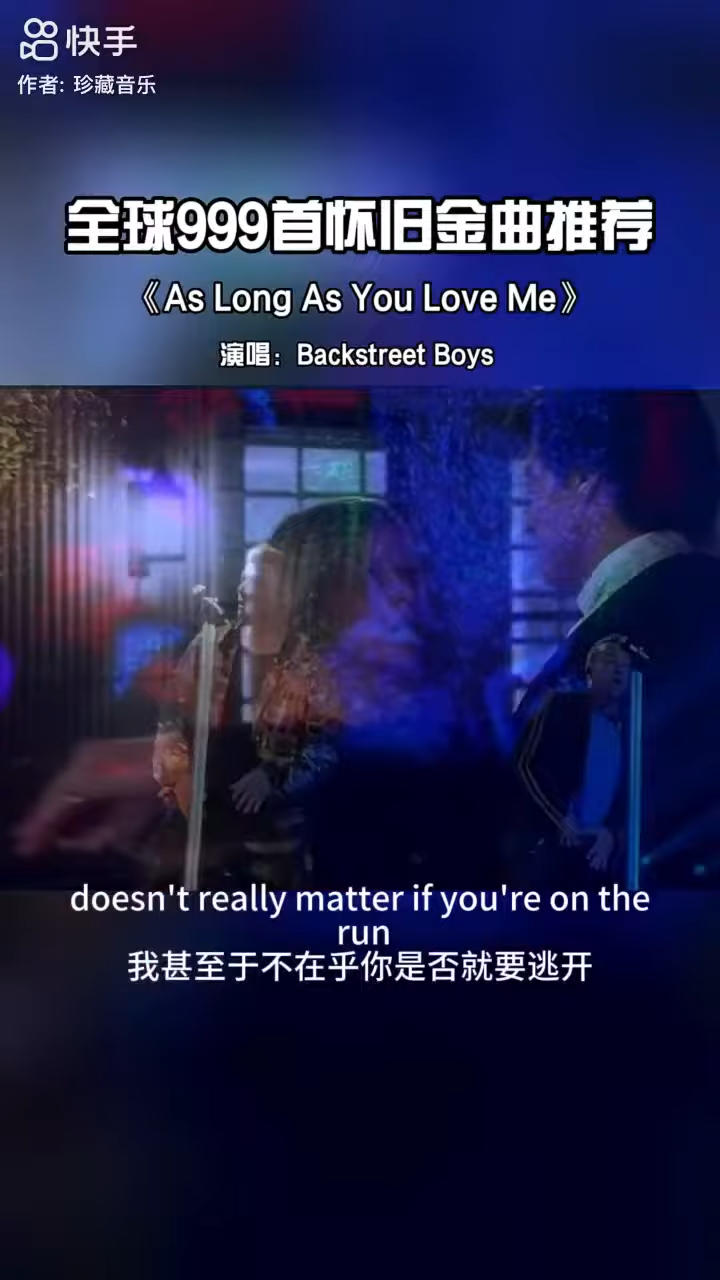 快手
作者: 珍藏音乐
全球999首怀旧金曲推荐
《As Long As You Love Me》
演唱：Backstreet Boys
doesn't really matter if you're on the
run
我甚至于不在乎你是否就要逃开